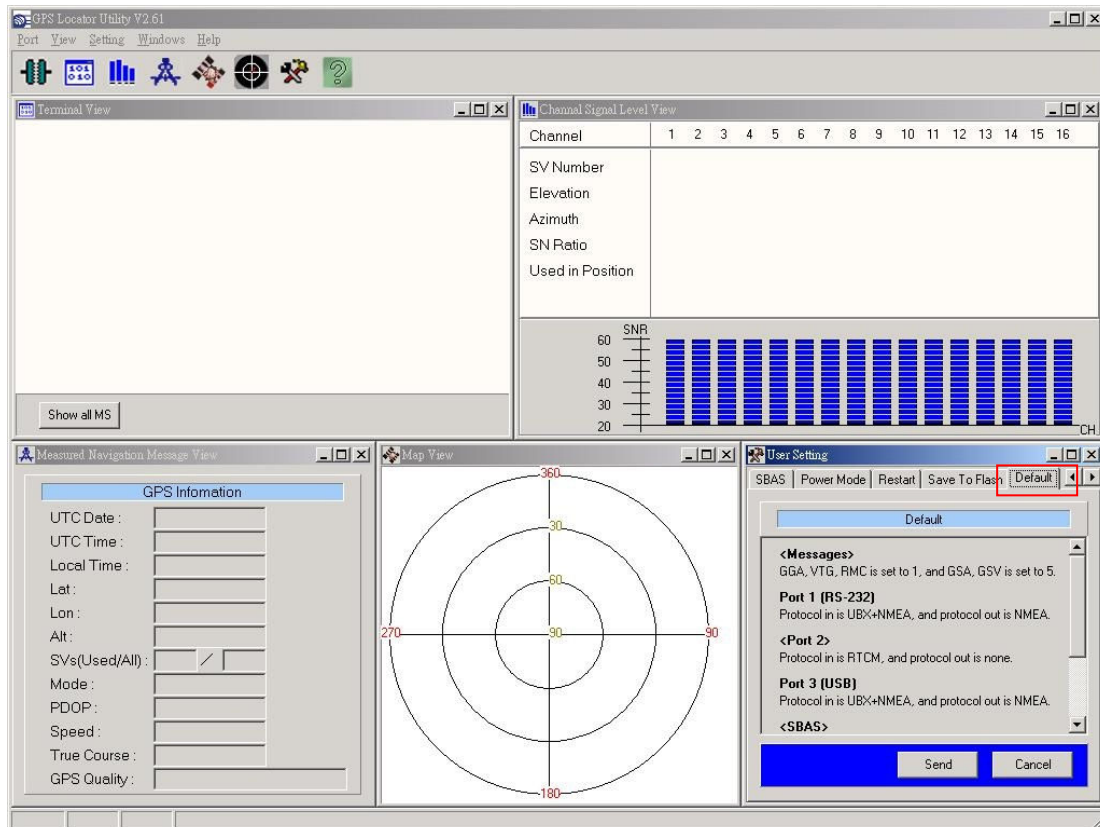 GPS Locator Utility V2.61
Port View Setting Windows Help
101
010
Terminal View
Show all MS
Channal Signal Level View
Channel 1 2 3 4 5 6 7 8 9 10 11 12 13 14 15 16
SV Number
Elevation
Azimuth
SN Ratio
Used in Position
SNR
60
50
40
30
20
CH.
Measured Navigation Message View
GPS Infomation
UTC Date :
UTC Time :
Local Time :
Lat :
Lon :
Alt :
SVs(Used/All) : /
Mode :
PDOP :
Speed :
True Course :
GPS Quality :
Map View
360
30
60
270 90 90
180
User Setting
SBAS Power Mode Restart Save To Flash Default
Default
<Messages>
GGA, VTG, RMC is set to 1, and GSA, GSV is set to 5.
Port 1 (RS-232)
Protocol in is UBX+NMEA, and protocol out is NMEA.
<Port 2>
Protocol in is RTCM, and protocol out is none.
Port 3 (USB)
Protocol in is UBX+NMEA, and protocol out is NMEA.
<SBAS>
Send Cancel